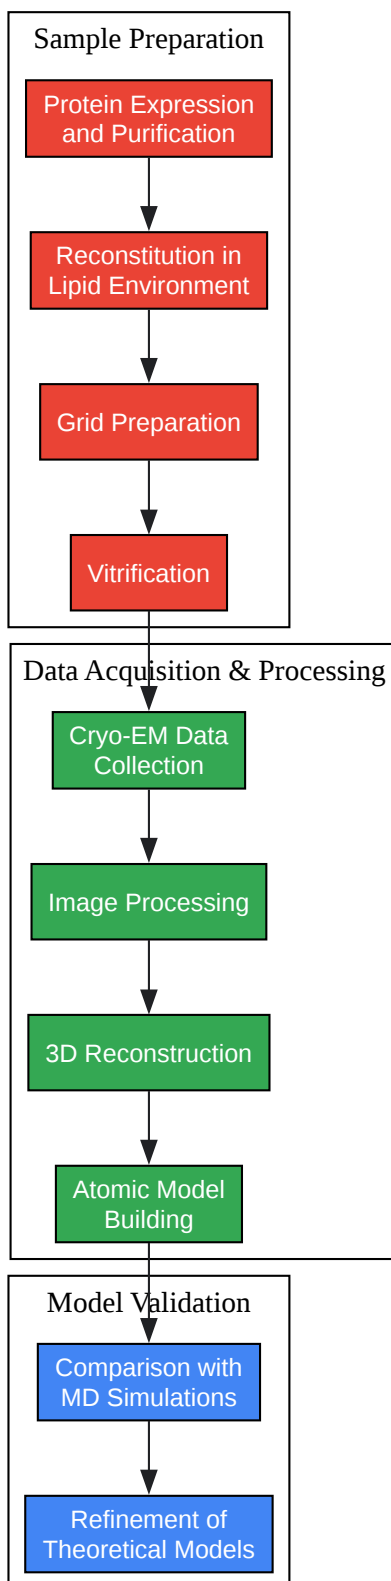 Sample Preparation
Protein Expression
and Purification
Reconstitution in
Lipid Environment
Grid Preparation
Vitrification
Data Acquisition & Processing
Cryo-EM Data
Collection
Image Processing
3D Reconstruction
Atomic Model
Building
Model Validation
Comparison with
MD Simulations
Refinement of
Theoretical Models